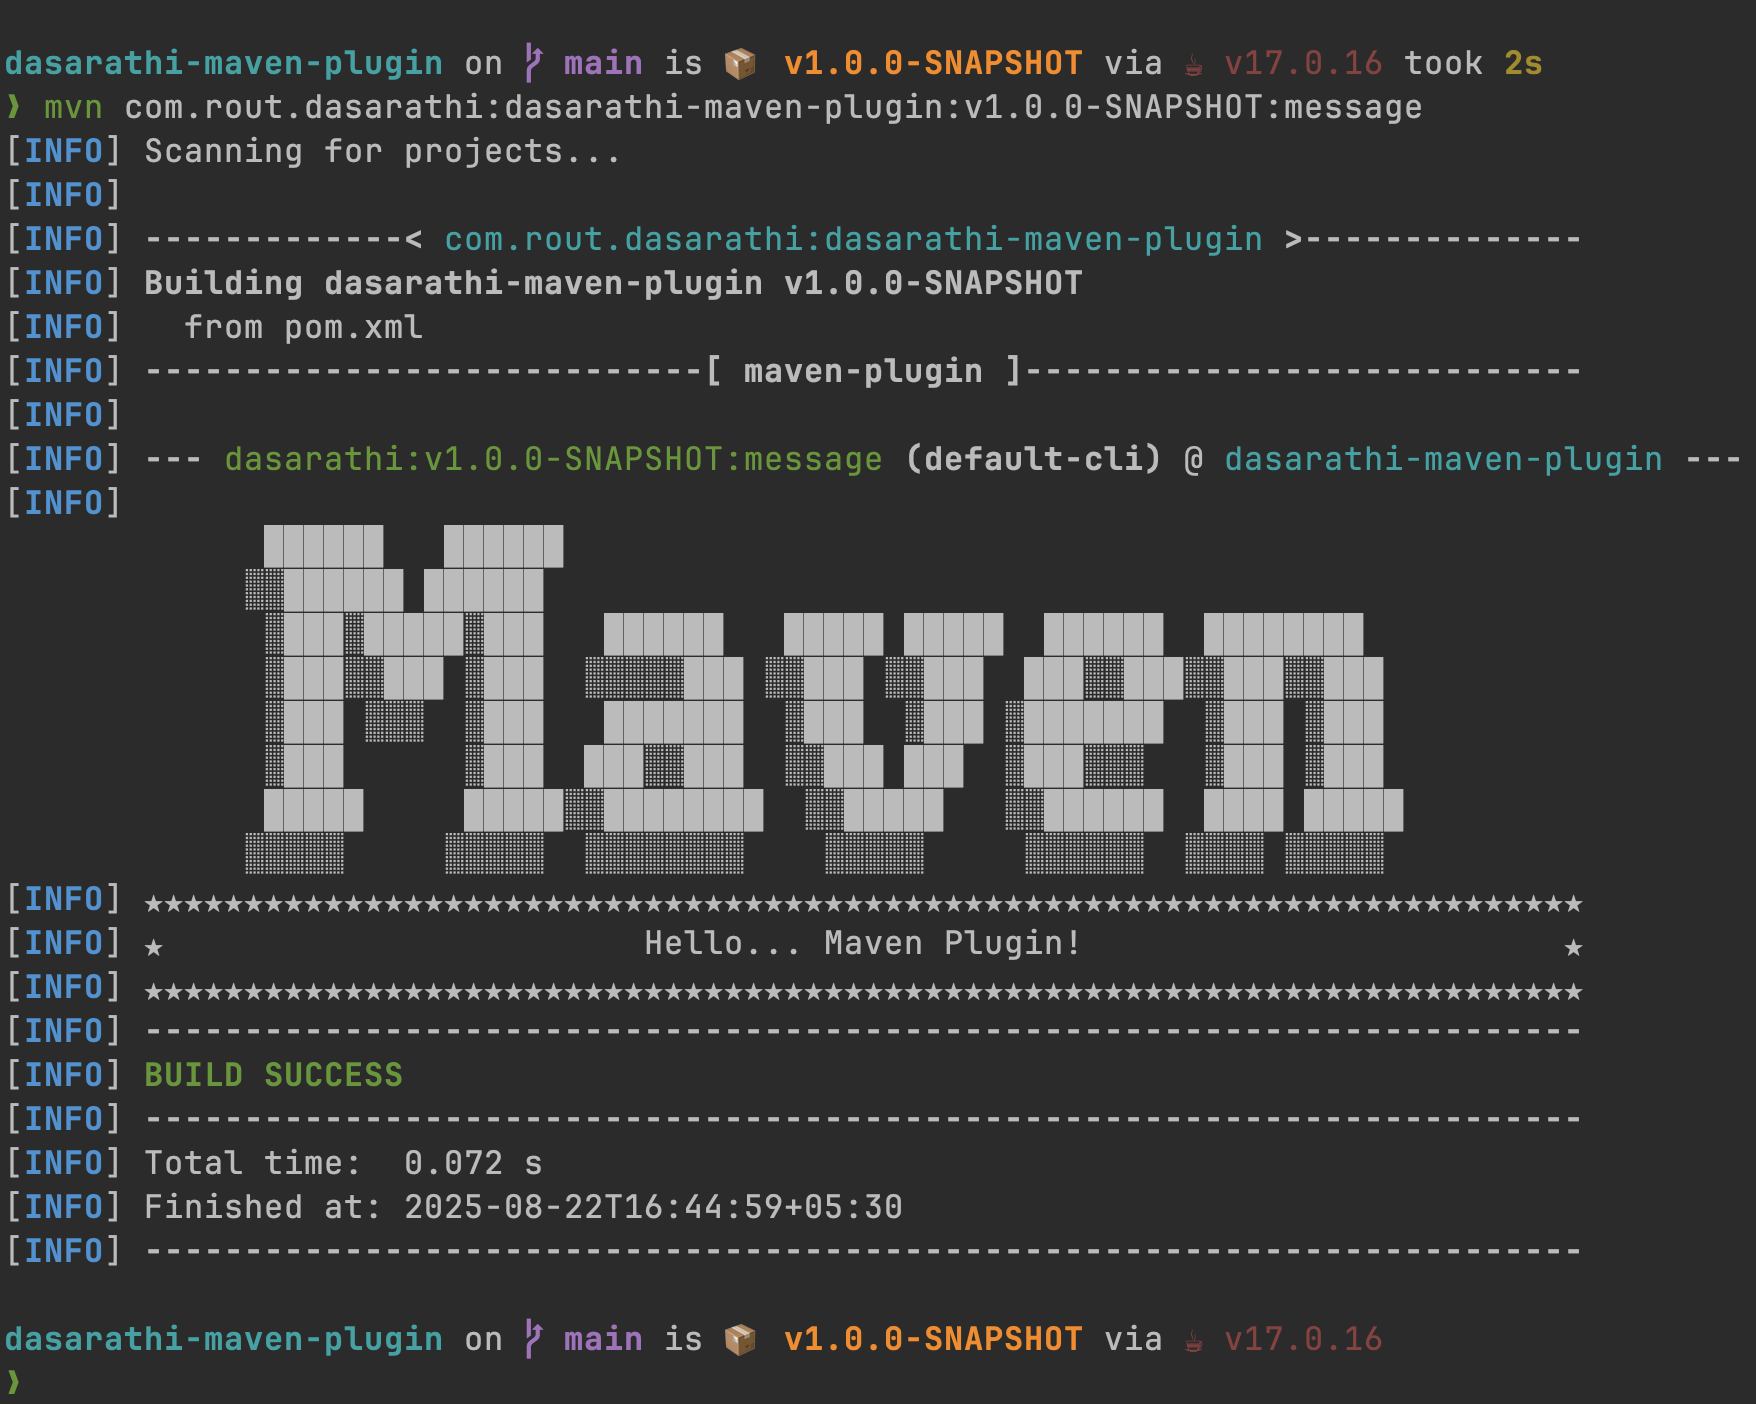 dasarathi-maven-plugin on main is 📦 v1.0.0-SNAPSHOT via ☕ v17.0.16 took 2s
❱ mvn com.rout.dasarathi:dasarathi-maven-plugin:v1.0.0-SNAPSHOT:message
[INFO] Scanning for projects...
[INFO]
[INFO] -------------< com.rout.dasarathi:dasarathi-maven-plugin >--------------
[INFO] Building dasarathi-maven-plugin v1.0.0-SNAPSHOT
[INFO]   from pom.xml
[INFO] ----------------------------[ maven-plugin ]----------------------------
[INFO]
[INFO] --- dasarathi:v1.0.0-SNAPSHOT:message (default-cli) @ dasarathi-maven-plugin ---
[INFO]
Maven
[INFO] ★★★★★★★★★★★★★★★★★★★★★★★★★★★★★★★★★★★★★★★★★★★★★★★★★★★★★★★★★★★★★★★★★★★★★★★★
[INFO] ★                        Hello... Maven Plugin!                        ★
[INFO] ★★★★★★★★★★★★★★★★★★★★★★★★★★★★★★★★★★★★★★★★★★★★★★★★★★★★★★★★★★★★★★★★★★★★★★★★
[INFO] ------------------------------------------------------------------------
[INFO] BUILD SUCCESS
[INFO] ------------------------------------------------------------------------
[INFO] Total time:  0.072 s
[INFO] Finished at: 2025-08-22T16:44:59+05:30
[INFO] ------------------------------------------------------------------------
dasarathi-maven-plugin on main is 📦 v1.0.0-SNAPSHOT via ☕ v17.0.16
❱